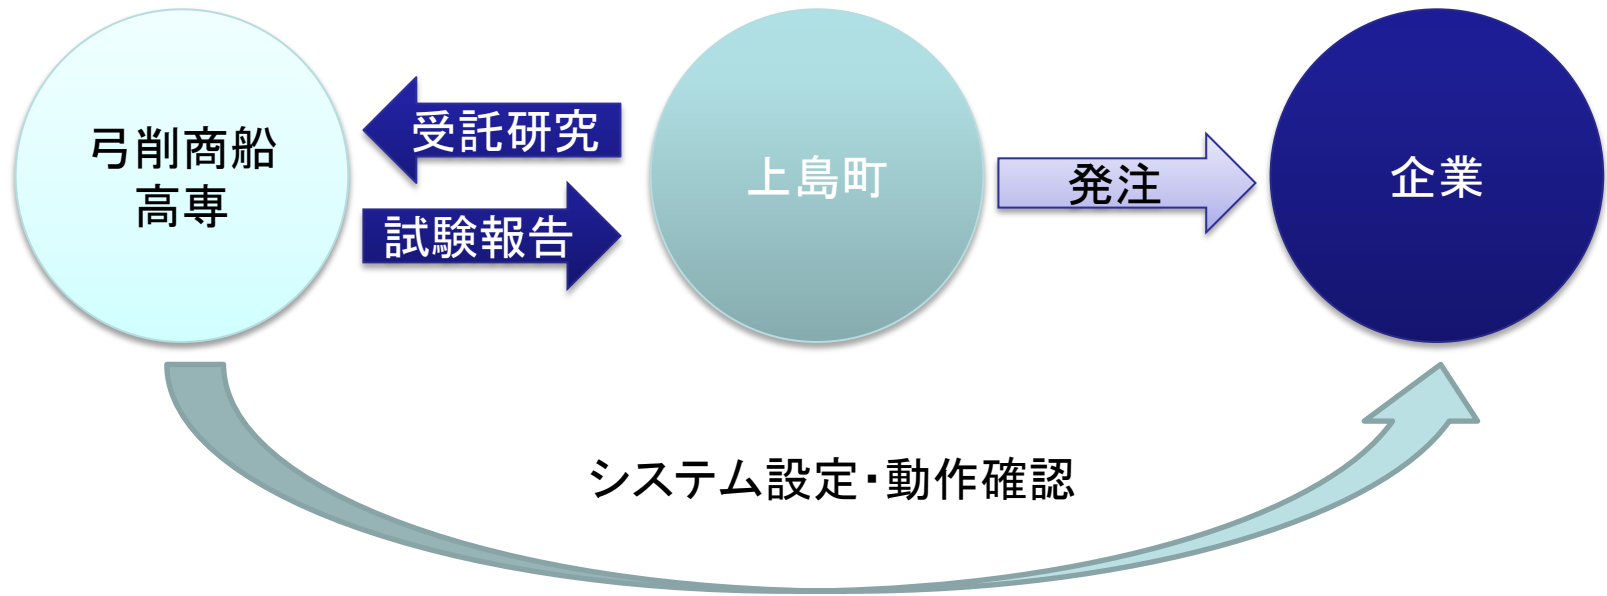 弓削商船
高専
受託研究
試験報告
上島町
発注
企業
システム設定・動作確認